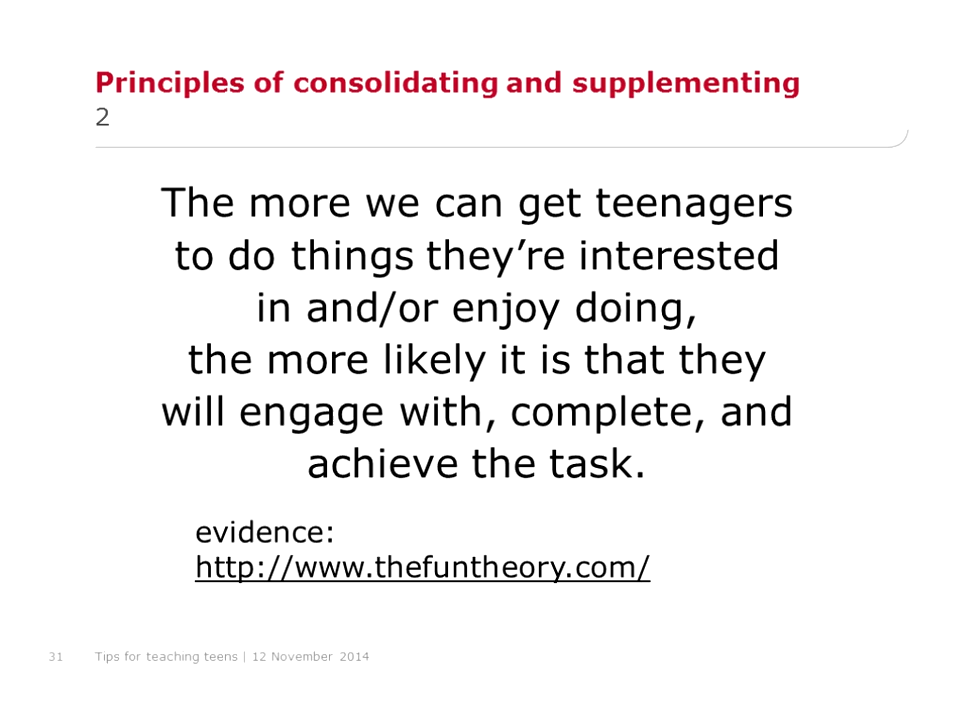 Principles of consolidating and supplementing
2
The more we can get teenagers
to do things they’re interested
in and/or enjoy doing,
the more likely it is that they
will engage with, complete, and
achieve the task.
evidence:
http://www.thefuntheory.com/
31 Tips for teaching teens | 12 November 2014